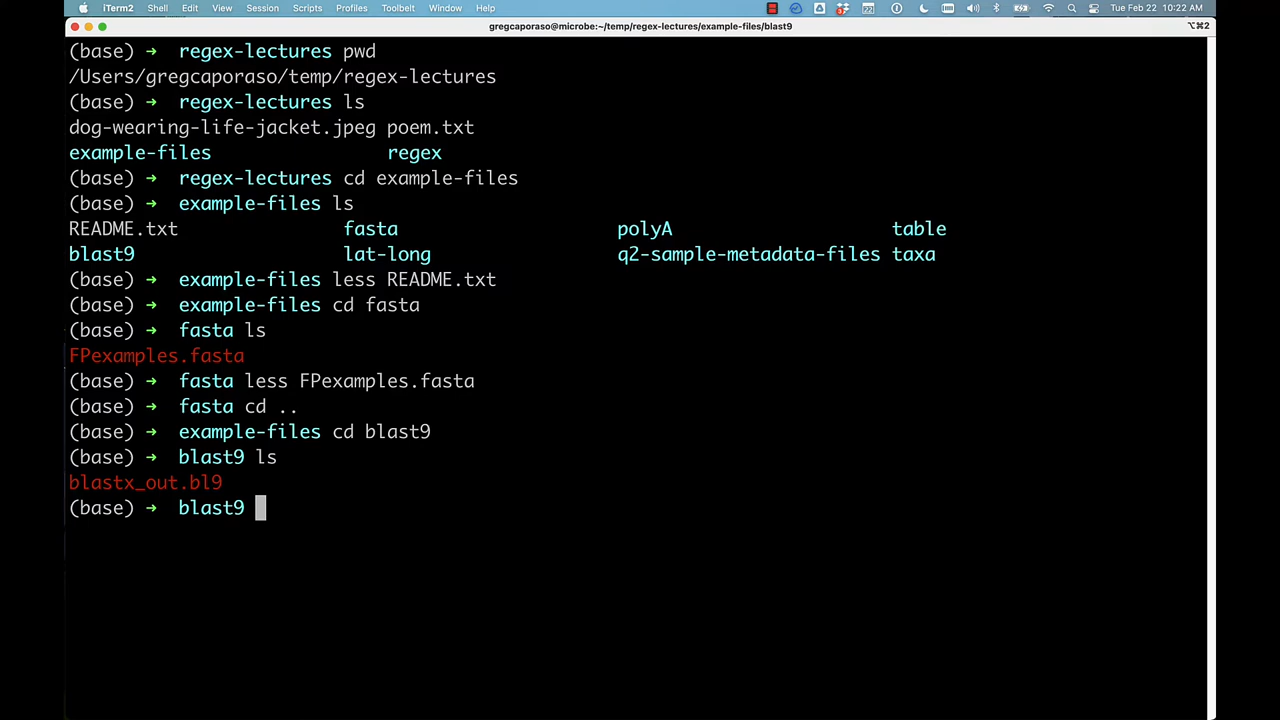 iTerm2 Shell Edit View Session Scripts Profiles Toolbelt Window Help Tue Feb 22 10:22 AM
gregcaporaso@microbe:~/temp/regex-lectures/example-files/blast9 ⌥⌘2
(base) → regex-lectures pwd
/Users/gregcaporaso/temp/regex-lectures
(base) → regex-lectures ls
dog-wearing-life-jacket.jpeg poem.txt
example-files regex
(base) → regex-lectures cd example-files
(base) → example-files ls
README.txt fasta polyA table
blast9 lat-long q2-sample-metadata-files taxa
(base) → example-files less README.txt
(base) → example-files cd fasta
(base) → fasta ls
FPexamples.fasta
(base) → fasta less FPexamples.fasta
(base) → fasta cd ..
(base) → example-files cd blast9
(base) → blast9 ls
blastx_out.bl9
(base) → blast9